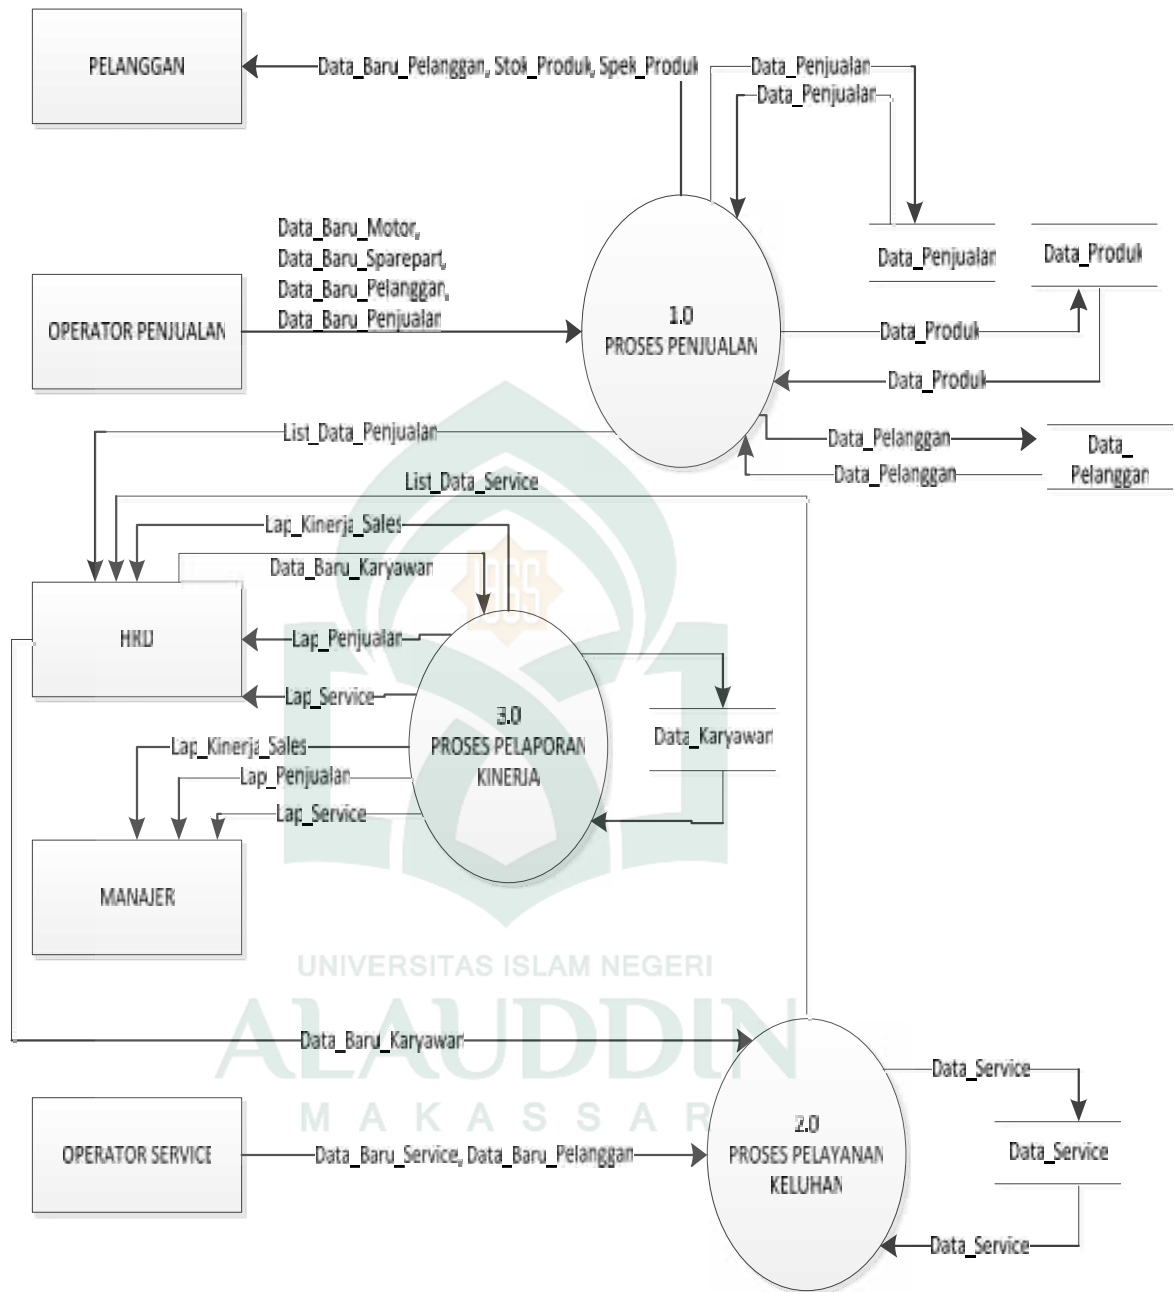 PELANGGAN
Data_Baru_Pelanggan, Stok_Produk, Spek_Produk
Data_Penjualan
Data_Penjualan
Data_Baru_Motor,
Data_Baru_Sparepart,
Data_Baru_Pelanggan,
Data_Baru_Penjualan
OPERATOR PENJUALAN
1.0
PROSES PENJUALAN
Data_Penjualan
Data_Produk
Data_Produk
Data_Produk
List_Data_Penjualan
Data_Pelanggan
Data_Pelanggan
Data_
Pelanggan
List_Data_Service
Lap_Kinerja_Sales
Data_Baru_Karyawan
1965
HRD
Lap_Penjualan
Lap_Service
3.0
PROSES PELAPORAN
KINERJA
Data_Karyawan
Lap_Kinerja_Sales
Lap_Penjualan
Lap_Service
MANAJER
UNIVERSITAS ISLAM NEGERI
ALAUDDIN
MAKASSAR
Data_Baru_Karyawan
OPERATOR SERVICE
Data_Baru_Service, Data_Baru_Pelanggan
2.0
PROSES PELAYANAN
KELUHAN
Data_Service
Data_Service
Data_Service